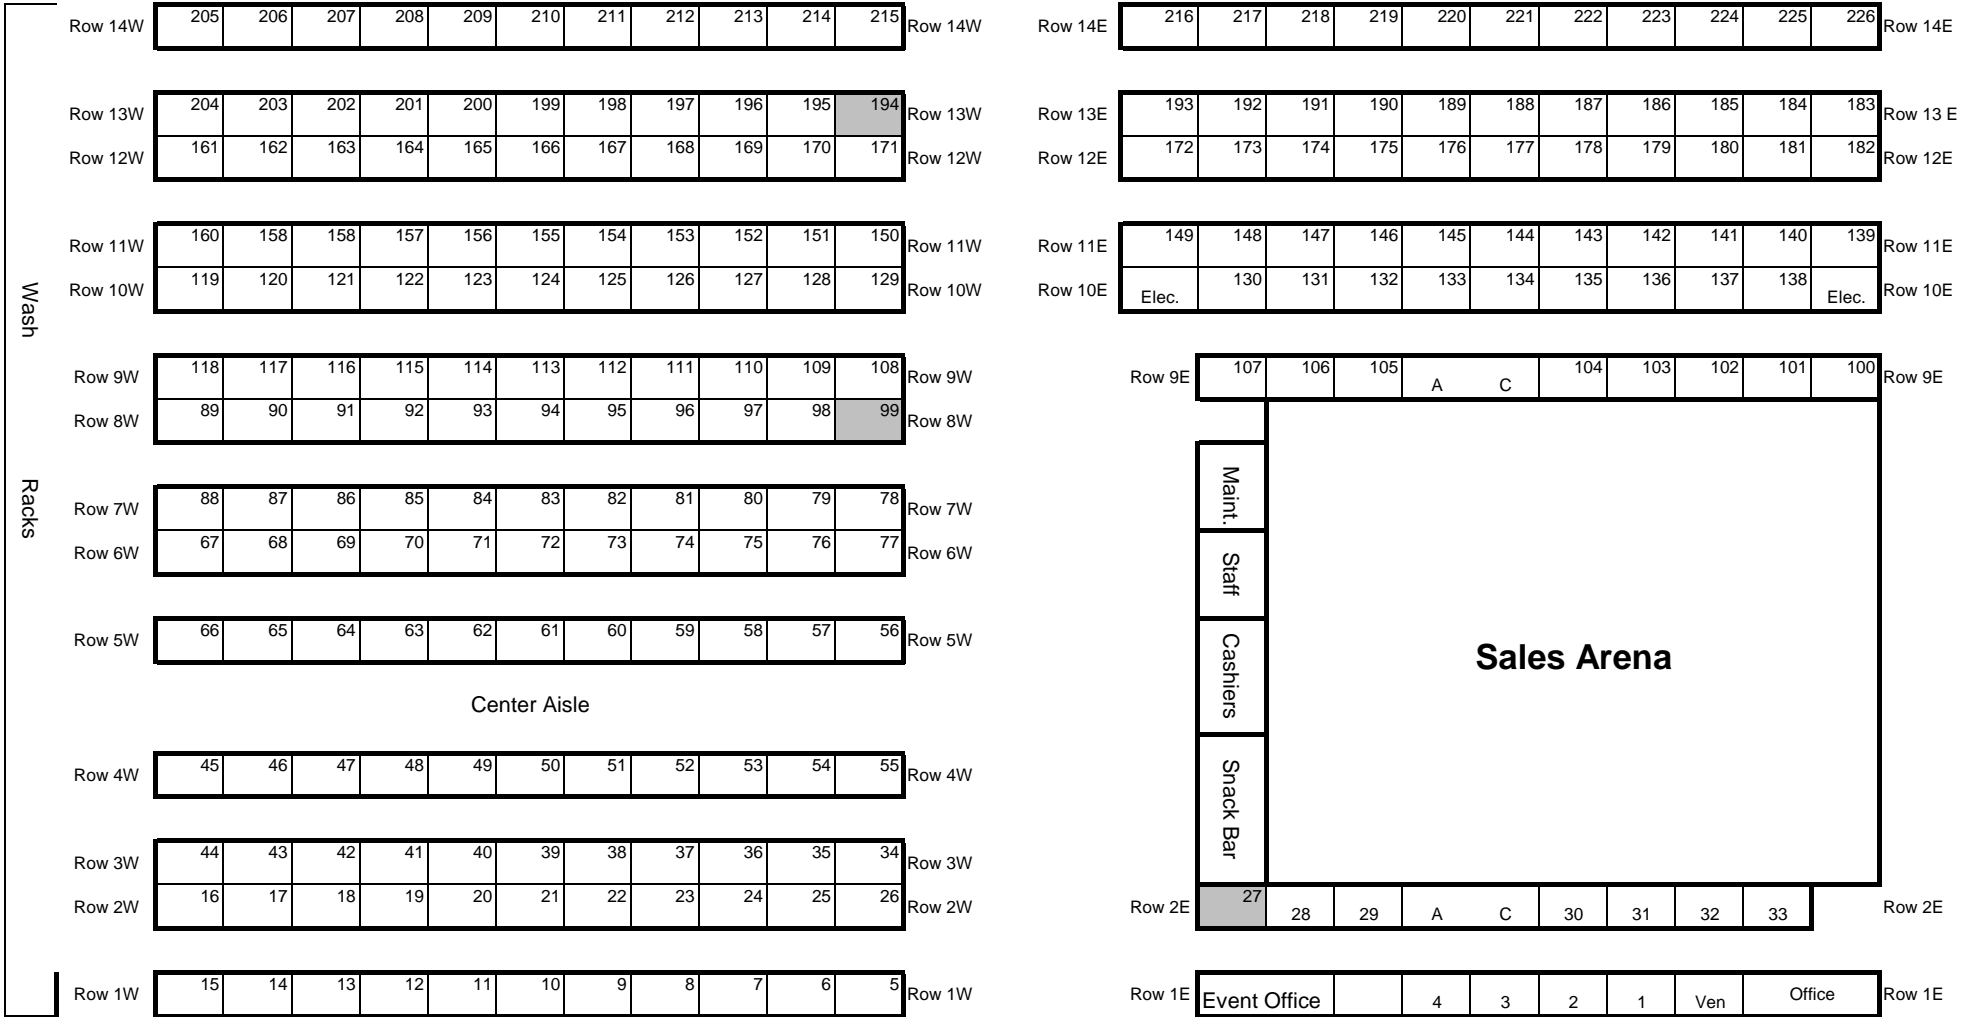 Row 14W 205 206 207 208 209 210 211 212 213 214 215 Row 14W Row 14E 216 217 218 219 220 221 222 223 224 225 226 Row 14E
Row 13W 204 203 202 201 200 199 198 197 196 195 194 Row 13W Row 13E 193 192 191 190 189 188 187 186 185 184 183 Row 13 E
Row 12W 161 162 163 164 165 166 167 168 169 170 171 Row 12W Row 12E 172 173 174 175 176 177 178 179 180 181 182 Row 12E
Row 11W 160 158 158 157 156 155 154 153 152 151 150 Row 11W Row 11E 149 148 147 146 145 144 143 142 141 140 139 Row 11E
Row 10W 119 120 121 122 123 124 125 126 127 128 129 Row 10W Row 10E Elec. 130 131 132 133 134 135 136 137 138 Elec. Row 10E
Wash
Row 9W 118 117 116 115 114 113 112 111 110 109 108 Row 9W Row 9E 107 106 105 A C 104 103 102 101 100 Row 9E
Row 8W 89 90 91 92 93 94 95 96 97 98 99 Row 8W
Racks
Maint.
Row 7W 88 87 86 85 84 83 82 81 80 79 78 Row 7W
Row 6W 67 68 69 70 71 72 73 74 75 76 77 Row 6W
Staff
Row 5W 66 65 64 63 62 61 60 59 58 57 56 Row 5W
Cashiers
Sales Arena
Center Aisle
Row 4W 45 46 47 48 49 50 51 52 53 54 55 Row 4W
Snack Bar
Row 3W 44 43 42 41 40 39 38 37 36 35 34 Row 3W
Row 2W 16 17 18 19 20 21 22 23 24 25 26 Row 2W Row 2E 27 28 29 A C 30 31 32 33 Row 2E
Row 1W 15 14 13 12 11 10 9 8 7 6 5 Row 1W Row 1E Event Office 4 3 2 1 Ven Office Row 1E